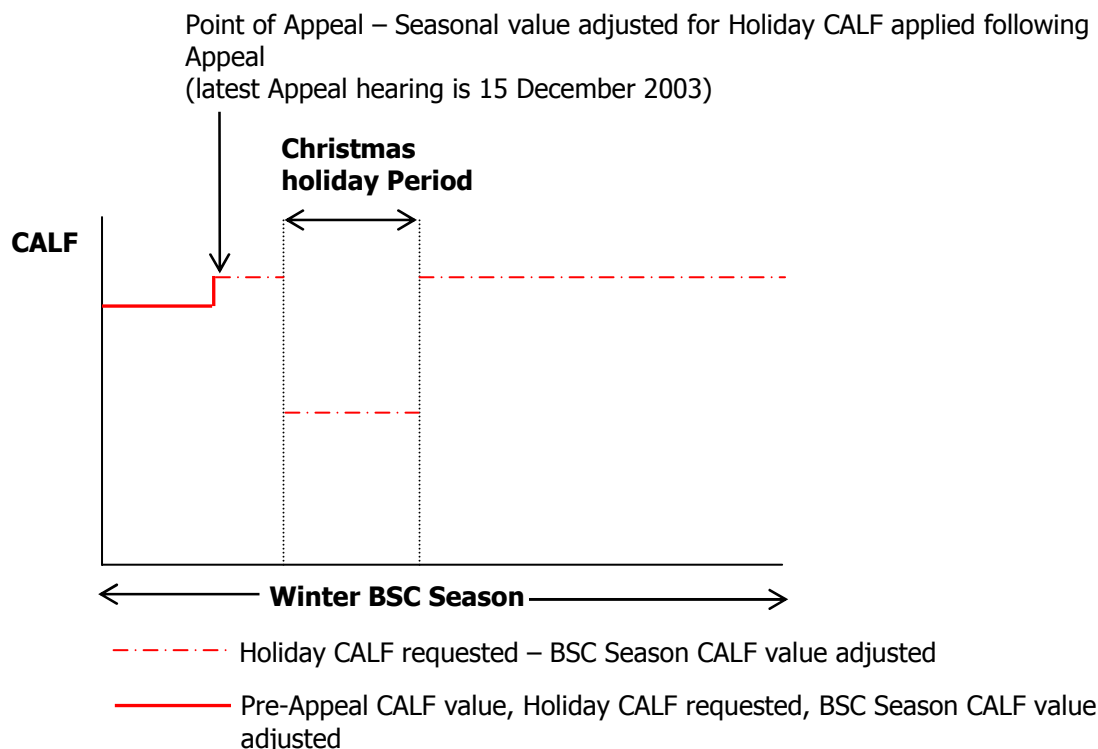 Point of Appeal – Seasonal value adjusted for Holiday CALF applied following
Appeal
(latest Appeal hearing is 15 December 2003)
Christmas
holiday Period
CALF
Winter BSC Season
Holiday CALF requested – BSC Season CALF value adjusted
Pre-Appeal CALF value, Holiday CALF requested, BSC Season CALF value
adjusted